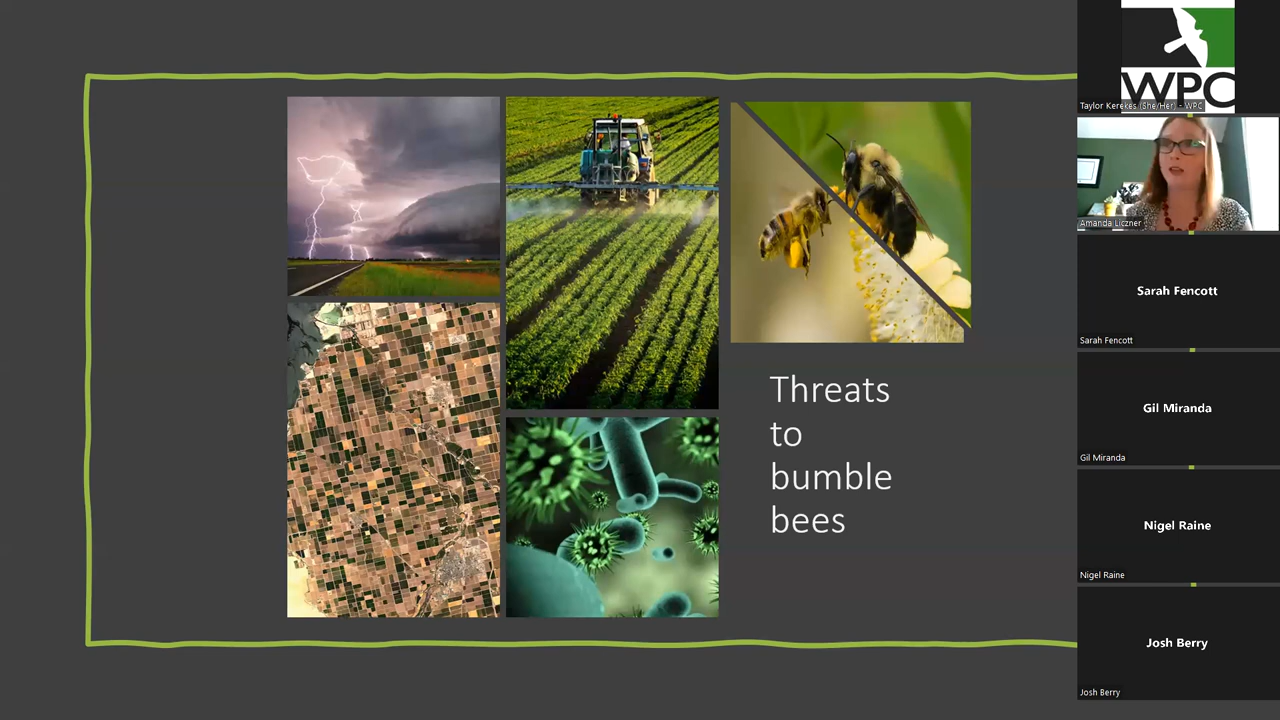 Threats
to
bumble
bees
WPC
Taylor Kerekes (She/Her) - WPC
Amanda Liczner
Sarah Fencott
Sarah Fencott
Gil Miranda
Gil Miranda
Nigel Raine
Nigel Raine
Josh Berry
Josh Berry